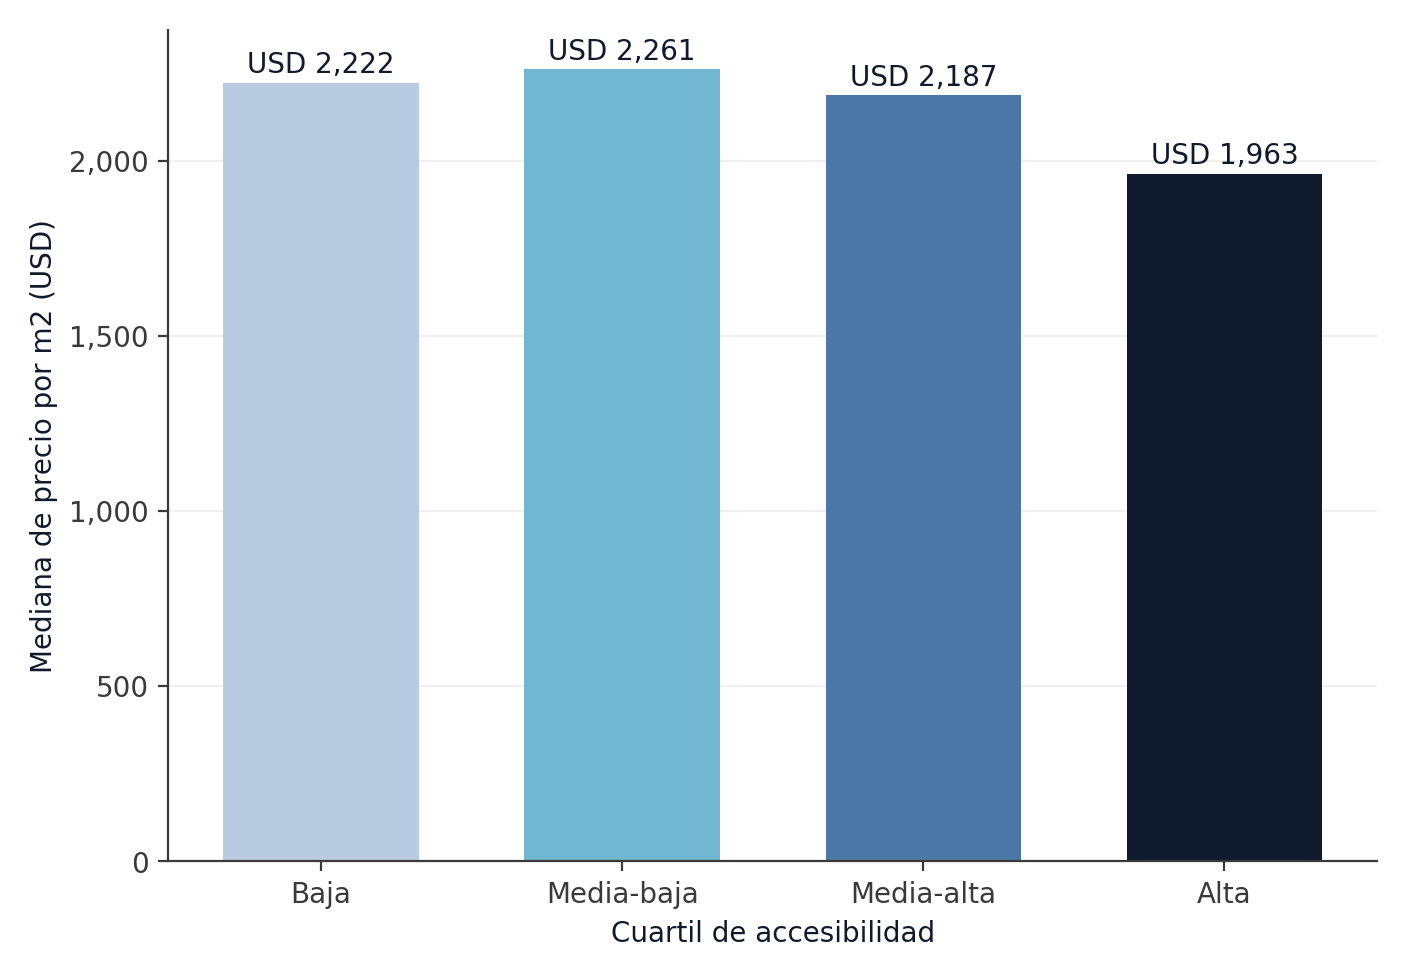 USD 2,222
USD 2,261
USD 2,187
USD 1,963
Mediana de precio por m2 (USD)
2,000
1,500
1,000
500
0
Baja
Media-baja
Media-alta
Alta
Cuartil de accesibilidad